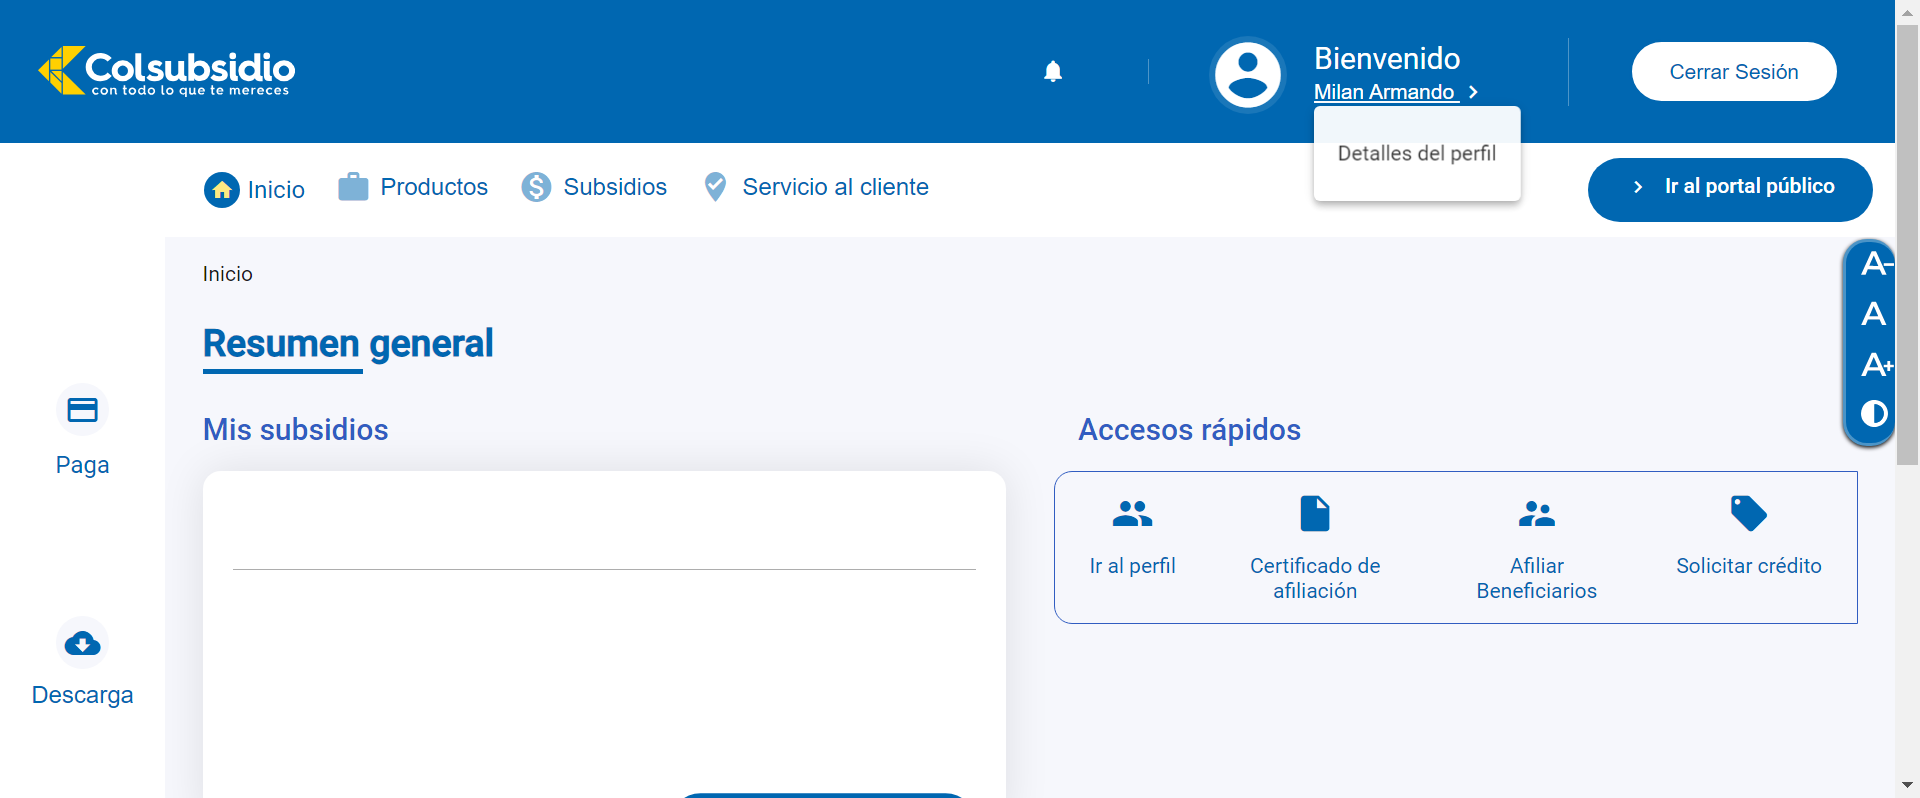 Colsubsidio
con todo lo que te mereces
Bienvenido
Milan Armando
Cerrar Sesión
Detalles del perfil
Inicio
Productos
Subsidios
Servicio al cliente
Ir al portal público
Inicio
Resumen general
A-
A
A+
Mis subsidios
Accesos rápidos
Paga
Ir al perfil
Certificado de
afiliación
Afiliar
Beneficiarios
Solicitar crédito
Descarga